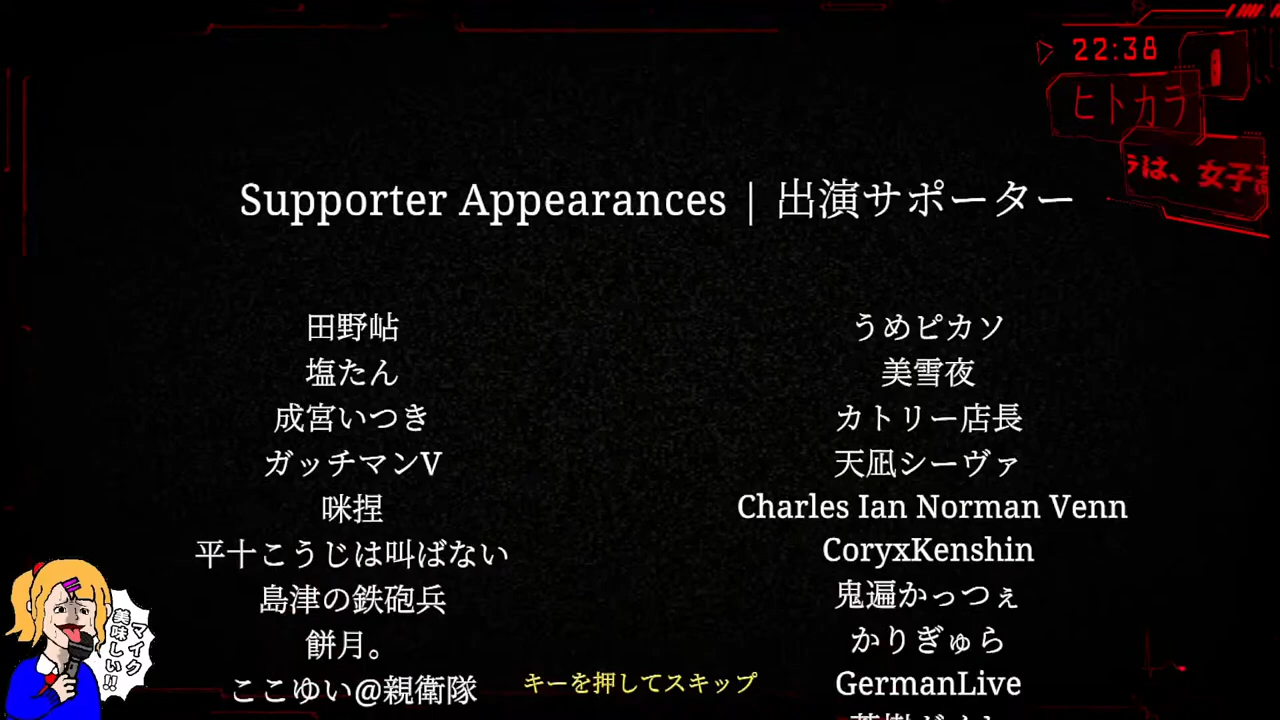 22:38
ヒトカラ
ラは、女子高
Supporter Appearances | 出演サポーター
田野岾
塩たん
成宮いつき
ガッチマンV
咪捏
平十こうじは叫ばない
島津の鉄砲兵
餅月。
ここゆい@親衛隊
うめピカソ
美雪夜
カトリー店長
天凪シーヴァ
Charles Ian Norman Venn
CoryxKenshin
鬼逼かっつぇ
かりぎゅら
GermanLive
キーを押してスキップ
マイク
美味しい!!